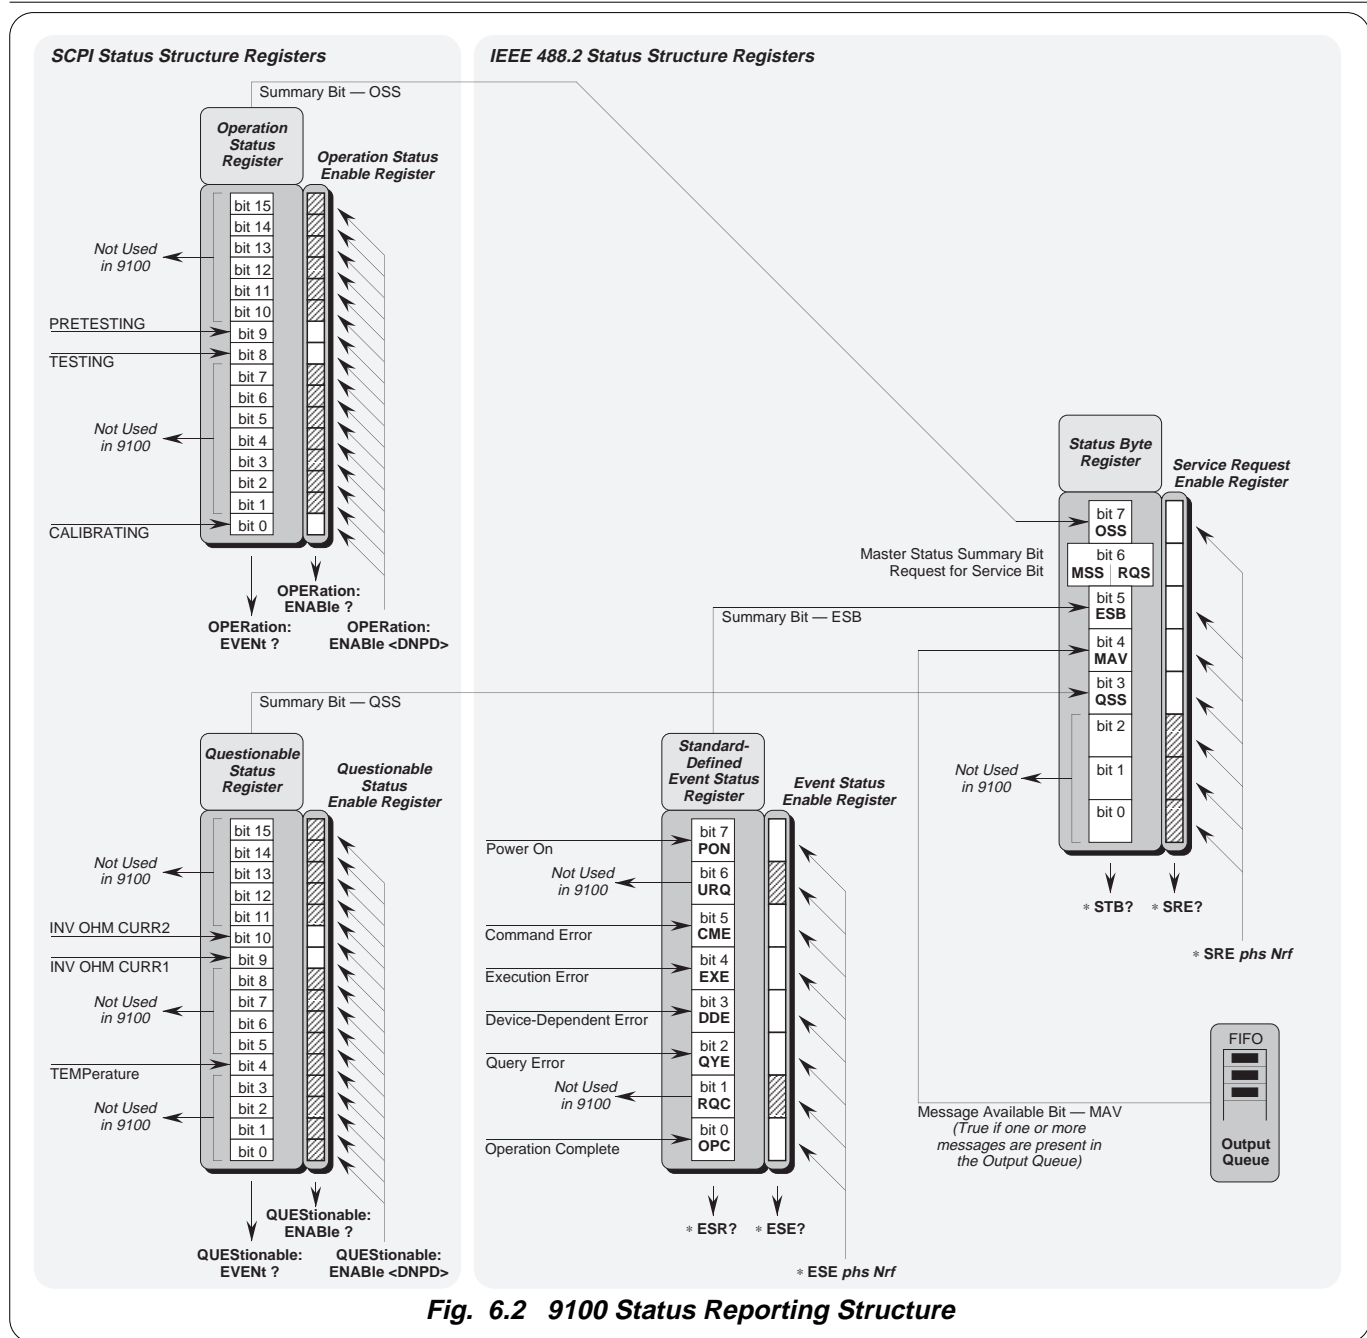 SCPI Status Structure Registers
IEEE 488.2 Status Structure Registers
Summary Bit — OSS
Operation
Status
Register
Operation Status
Enable Register
bit 15
bit 14
bit 13
bit 12
bit 11
bit 10
bit 9
bit 8
bit 7
bit 6
bit 5
bit 4
bit 3
bit 2
bit 1
bit 0
Not Used
in 9100
PRETESTING
TESTING
Not Used
in 9100
CALIBRATING
OPERation:
ENABle ?
OPERation:
EVENt ?
OPERation:
ENABle <DNPD>
Summary Bit — QSS
Questionable
Status
Register
Questionable
Status
Enable Register
bit 15
bit 14
bit 13
bit 12
bit 11
bit 10
bit 9
bit 8
bit 7
bit 6
bit 5
bit 4
bit 3
bit 2
bit 1
bit 0
Not Used
in 9100
INV OHM CURR2
INV OHM CURR1
Not Used
in 9100
TEMPerature
Not Used
in 9100
QUEStionable:
ENABle ?
QUEStionable:
EVENt ?
QUEStionable:
ENABle <DNPD>
Summary Bit — ESB
Standard-
Defined
Event Status
Register
Event Status
Enable Register
bit 7
PON
bit 6
URQ
bit 5
CME
bit 4
EXE
bit 3
DDE
bit 2
QYE
bit 1
RQC
bit 0
OPC
Power On
Not Used
in 9100
Command Error
Execution Error
Device-Dependent Error
Query Error
Not Used
in 9100
Operation Complete
* ESR?
* ESE?
* ESE phs Nrf
Status Byte
Register
Service Request
Enable Register
bit 7
OSS
bit 6
MSS RQS
bit 5
ESB
bit 4
MAV
bit 3
QSS
bit 2
bit 1
bit 0
Master Status Summary Bit
Request for Service Bit
Not Used
in 9100
* STB?
* SRE?
* SRE phs Nrf
FIFO
Output
Queue
Message Available Bit — MAV
(True if one or more
messages are present in
the Output Queue)
Fig. 6.2 9100 Status Reporting Structure